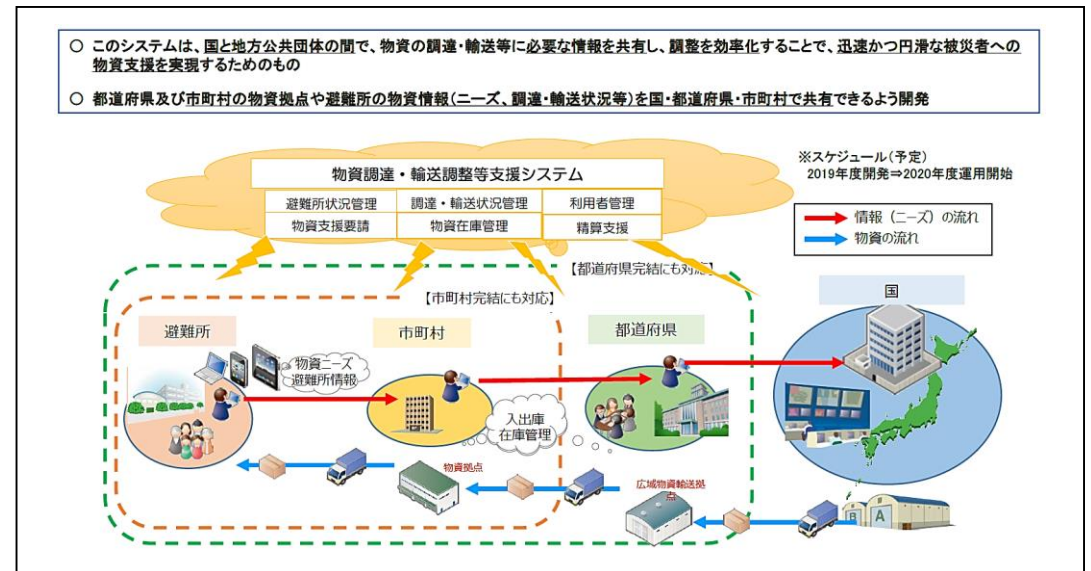 ○ このシステムは、国と地方公共団体の間で、物資の調達・輸送等に必要な情報を共有し、調整を効率化することで、迅速かつ円滑な被災者への
物資支援を実現するためのもの
○ 都道府県及び市町村の物資拠点や避難所の物資情報(ニーズ、調達・輸送状況等)を国・都道府県・市町村で共有できるよう開発
※スケジュール(予定)
2019年度開発⇒2020年度運用開始
物資調達・輸送調整等支援システム
避難所状況管理
調達・輸送状況管理
利用者管理
物資支援要請
物資在庫管理
精算支援
情報(ニーズ)の流れ
物資の流れ
【都道府県完結にも対応】
【市町村完結にも対応】
避難所
市町村
都道府県
国
物資ニーズ
避難所情報
入出庫
在庫管理
物資拠点
広域物資輸送拠
点
B
A